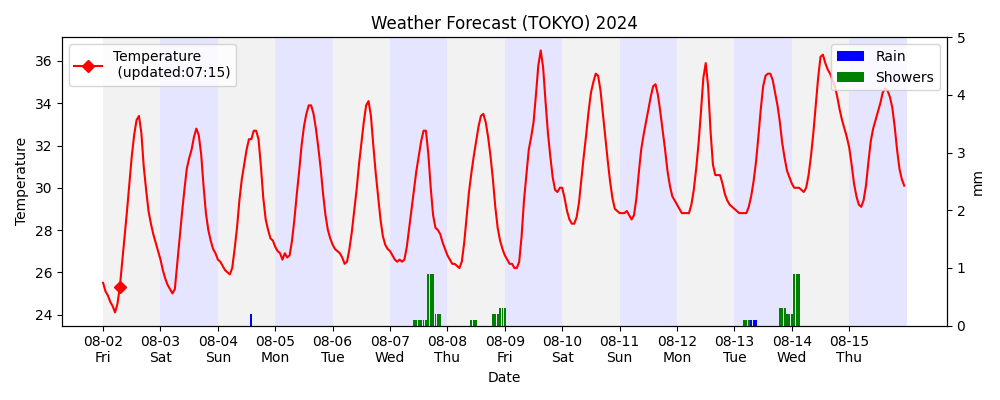 Weather Forecast (TOKYO) 2024
Temperature
(updated:07:15)
Rain
Showers
Temperature
36
34
32
30
28
26
24
5
4
3
2
1
0
mm
08-02 08-03 08-04 08-05 08-06 08-07 08-08 08-09 08-10 08-11 08-12 08-13 08-14 08-15
Fri Sat Sun Mon Tue Wed Thu Fri Sat Sun Mon Tue Wed Thu
Date